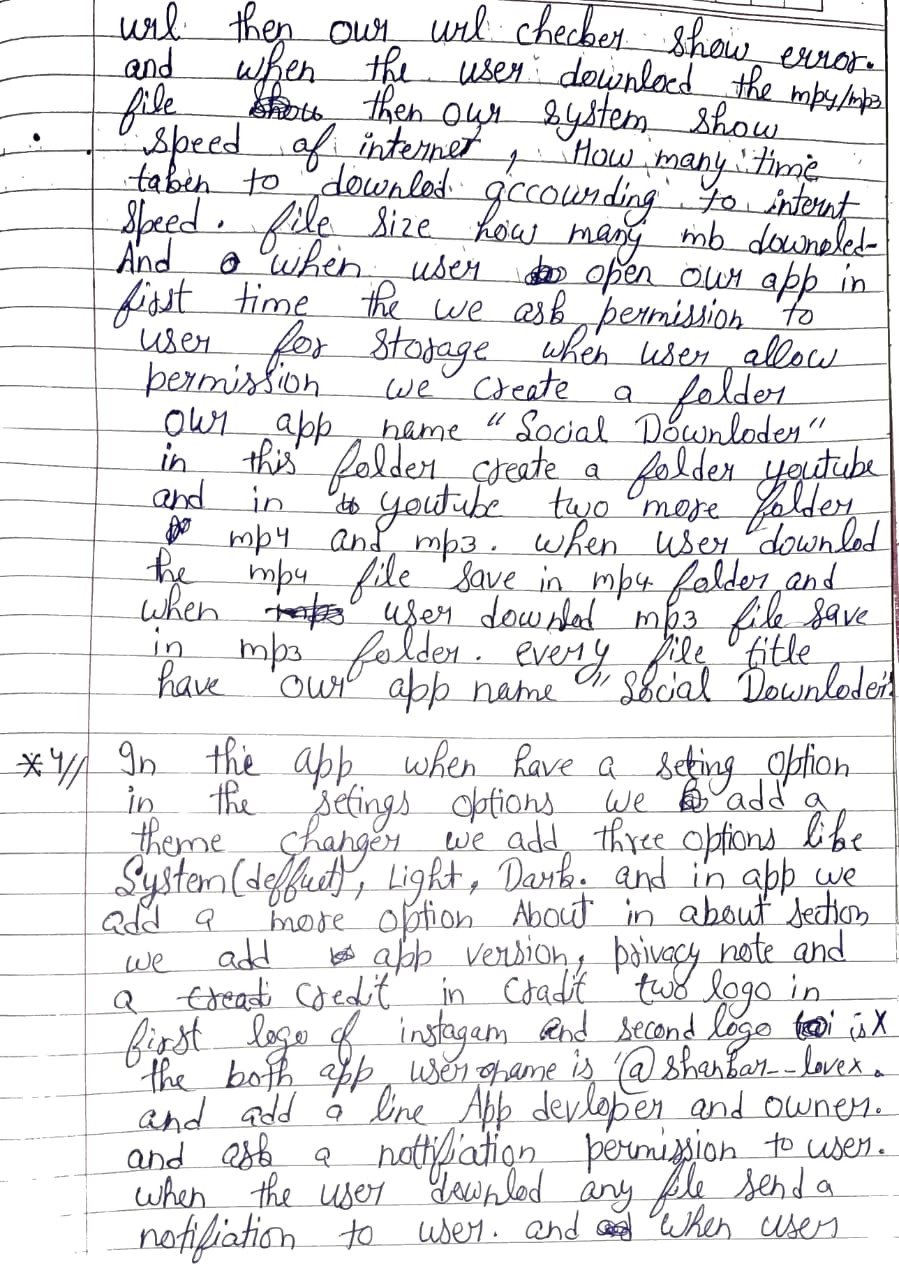 url. then our url checker show error.
and when the user downlocd the mpy/mp3
file then our system show
speed of internet, How many time
taken to downlod accourding to internt
speed. file size how many mb downoled-
And when user open our app in
first time the we ask permission to
user for storage when user allow
permission we create a folder
our app name "Social Downloder"
in this folder create a folder youtube
and in youtube two more folder
mp4 and mp3. when user downlod
the mp4 file save in mp4 folder and
when user downlod mp3 file save
in mp3 folder. every file title
have our app name "Social Downloder"
*4// In the app when have a seting option
in the setings options we add a
theme changer we add three options like
System (deffuet), Light, Dark. and in app we
add a more option About in about section
we add app version, privacy note and
a credit in cradit two logo in
first logo of instagam and second logo is X
the both app username is '@shankar--lovex.
and add a line App devloper and owner.
and ask a nottifiation permission to user.
when the user downlod any file send a
notifiation to user. and when user